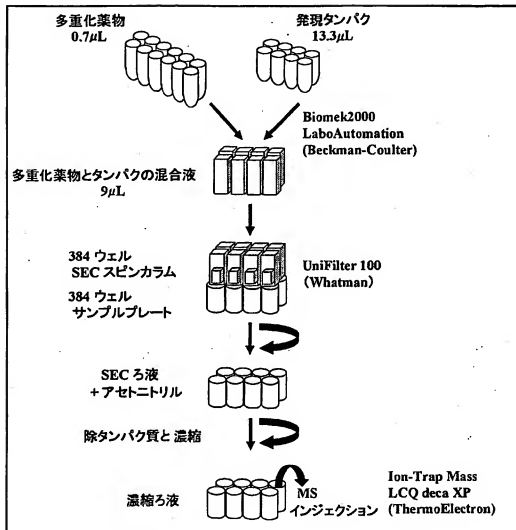 多重化薬物
0.7μL
発現タンパク
13.3μL
Biomek2000
LaboAutomation
(Beckman-Coulter)
多重化薬物とタンパクの混合液
9μL
384 ウェル
SEC スピンカラム
384 ウェル
サンプルプレート
UniFilter 100
(Whatman)
SEC ろ液
+ アセトニトリル
除タンパク質と濃縮
濃縮ろ液
MS
インジェクション
Ion-Trap Mass
LCQ deca XP
(ThermoElectron)